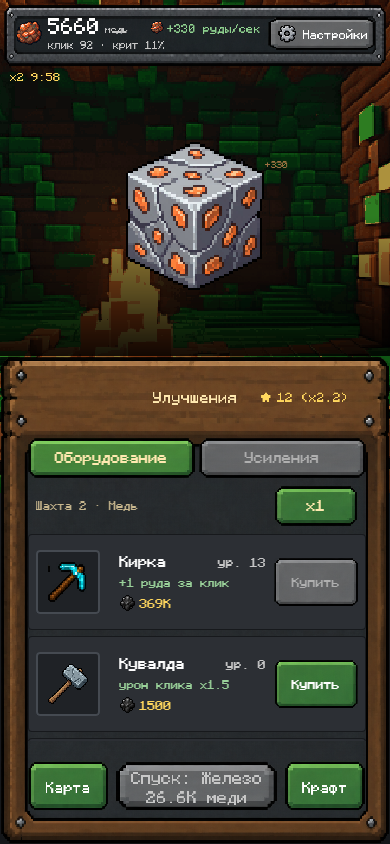 5660 медь
+330 руды/сек
Настройки
клик 92 · крит 11%
x2 9:58
+330
Улучшения
★ 12 (x2.2)
Оборудование
Усиления
Шахта 2 · Медь
x1
Кирка
ур. 13
+1 руда за клик
369K
Купить
Кувалда
ур. 0
урон клика x1.5
1500
Купить
Карта
Спуск: Железо
26.6K меди
Крафт